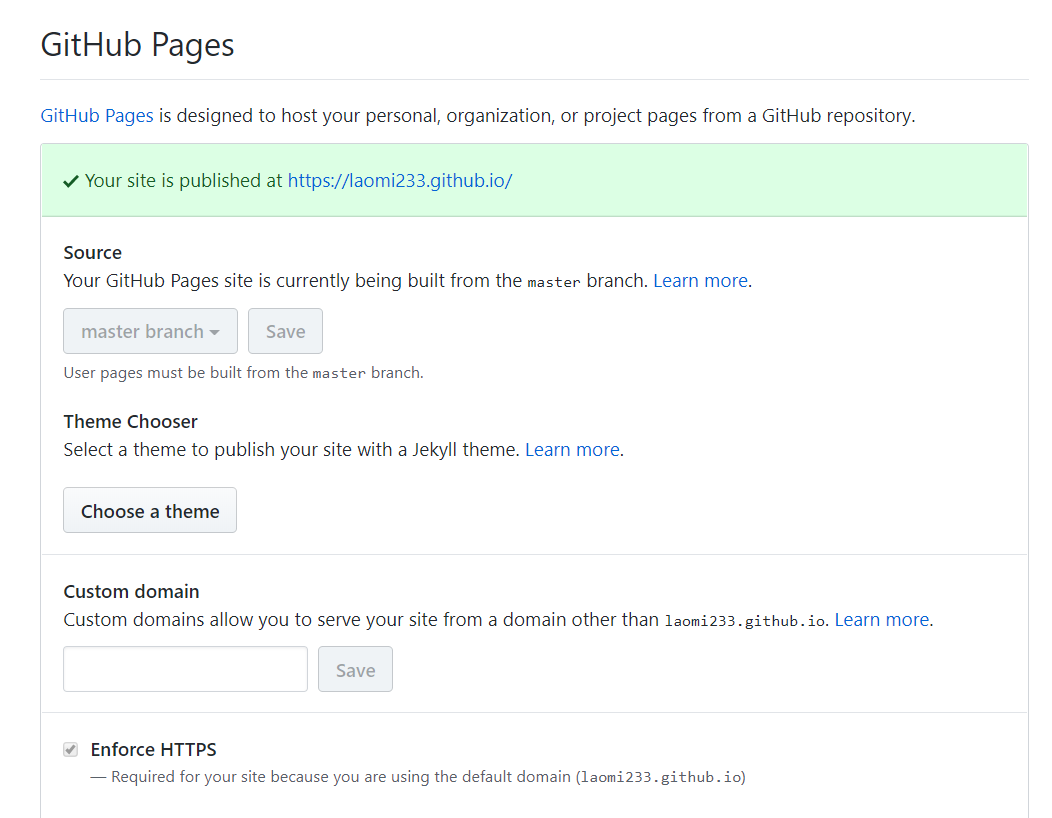 GitHub Pages
GitHub Pages is designed to host your personal, organization, or project pages from a GitHub repository.
Your site is published at https://laomi233.github.io/
Source
Your GitHub Pages site is currently being built from the master branch. Learn more.
master branch Save
User pages must be built from the master branch.
Theme Chooser
Select a theme to publish your site with a Jekyll theme. Learn more.
Choose a theme
Custom domain
Custom domains allow you to serve your site from a domain other than laomi233.github.io. Learn more.
Save
Enforce HTTPS
— Required for your site because you are using the default domain (laomi233.github.io)